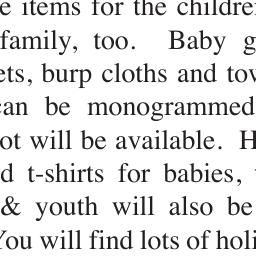 items for the
family, too. Baby
burp cloths and
can be monogrammed
will be available.
t-shirts for babies,
& youth will also be
You will find lots of